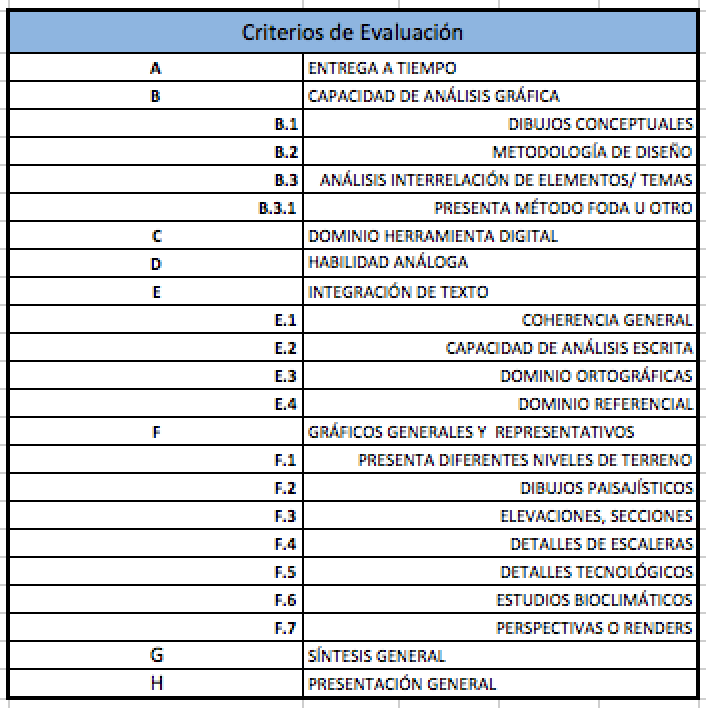 Criterios de Evaluación
A ENTREGA A TIEMPO
B CAPACIDAD DE ANÁLISIS GRÁFICA
B.1 DIBUJOS CONCEPTUALES
B.2 METODOLOGÍA DE DISEÑO
B.3 ANÁLISIS INTERRELACIÓN DE ELEMENTOS/ TEMAS
B.3.1 PRESENTA MÉTODO FODA U OTRO
C DOMINIO HERRAMIENTA DIGITAL
D HABILIDAD ANÁLOGA
E INTEGRACIÓN DE TEXTO
E.1 COHERENCIA GENERAL
E.2 CAPACIDAD DE ANÁLISIS ESCRITA
E.3 DOMINIO ORTOGRÁFICAS
E.4 DOMINIO REFERENCIAL
F GRÁFICOS GENERALES Y REPRESENTATIVOS
F.1 PRESENTA DIFERENTES NIVELES DE TERRENO
F.2 DIBUJOS PAISAJÍSTICOS
F.3 ELEVACIONES, SECCIONES
F.4 DETALLES DE ESCALERAS
F.5 DETALLES TECNOLÓGICOS
F.6 ESTUDIOS BIOCLIMÁTICOS
F.7 PERSPECTIVAS O RENDERS
G SÍNTESIS GENERAL
H PRESENTACIÓN GENERAL